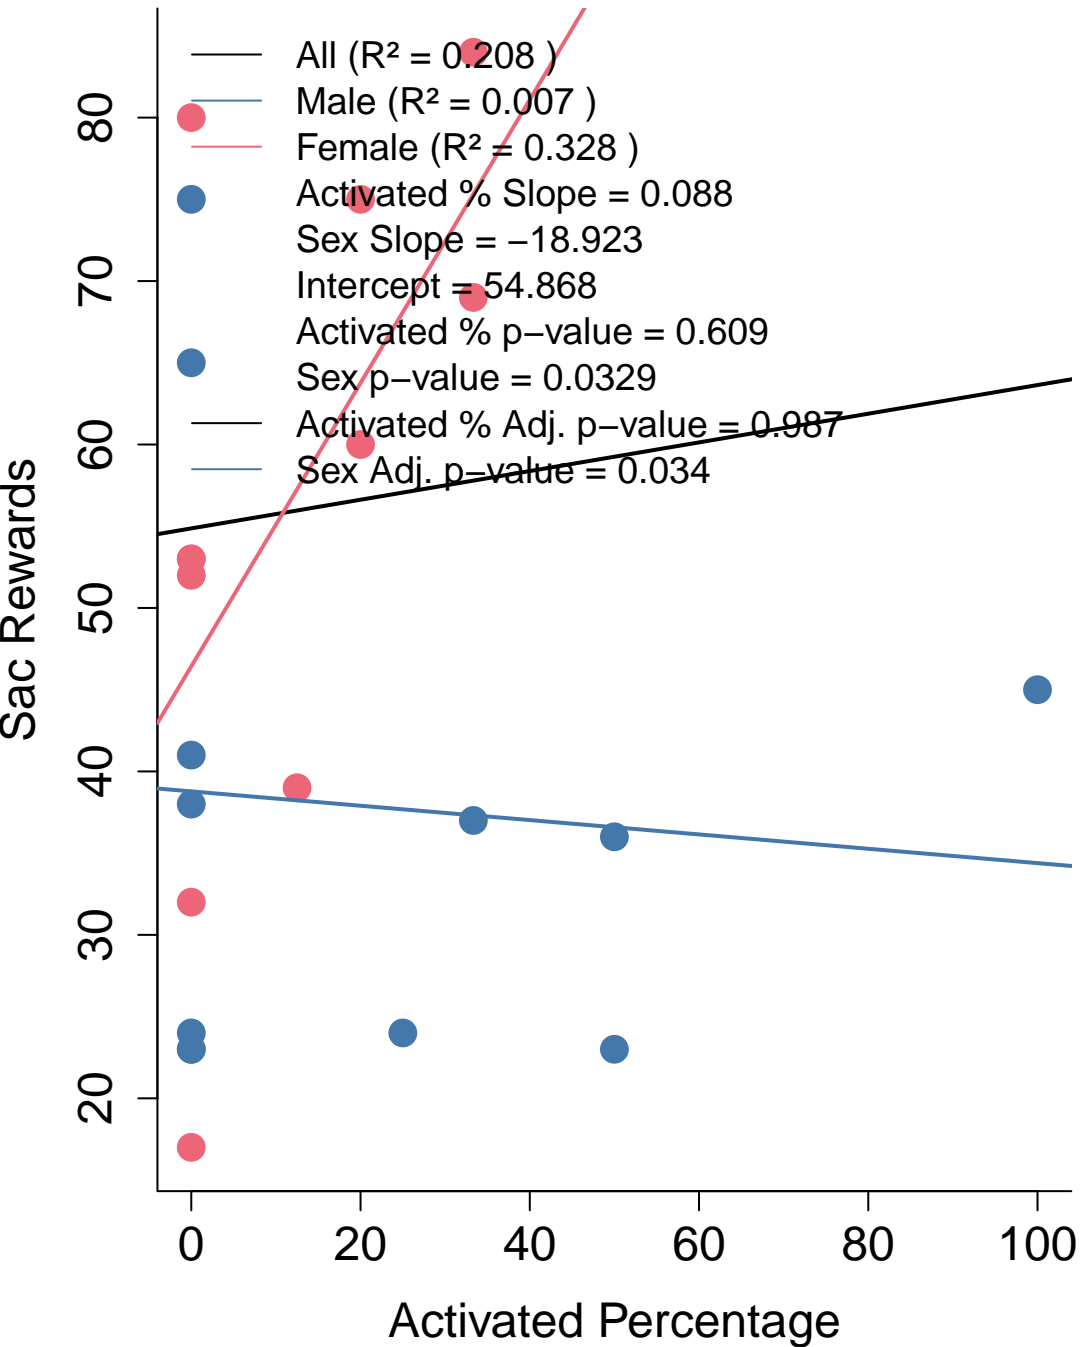 All (R² = 0.208 )
Male (R² = 0.007 )
Female (R² = 0.328 )
Activated % Slope = 0.088
Sex Slope = −18.923
Intercept = 54.868
Activated % p−value = 0.609
Sex p−value = 0.0329
Activated % Adj. p−value = 0.987
Sex Adj. p−value = 0.034
80
70
60
50
40
30
20
Sac Rewards
0 20 40 60 80 100
Activated Percentage